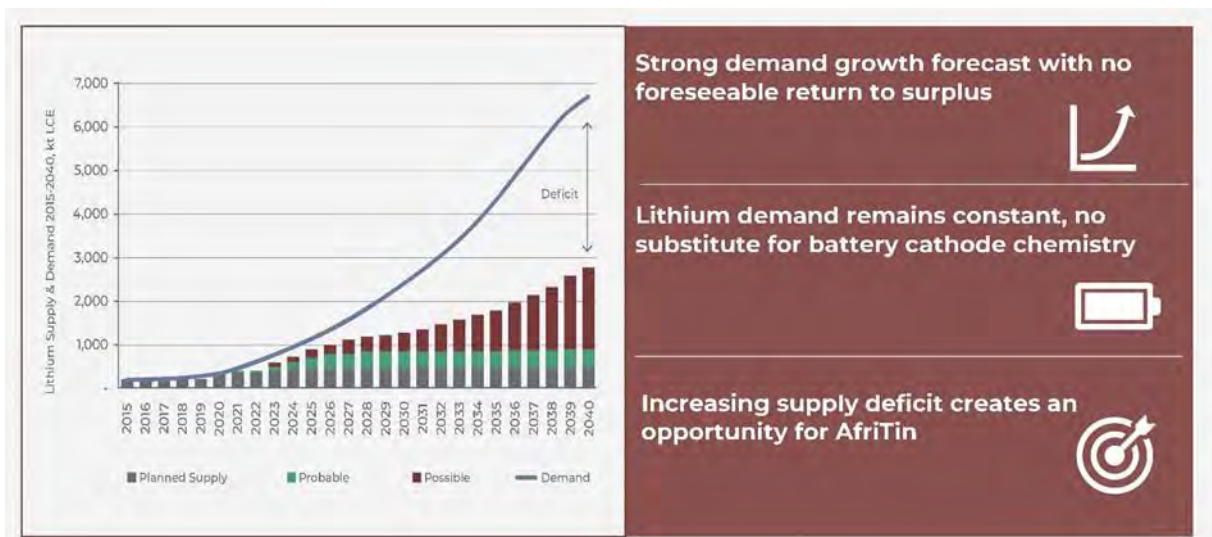 Lithium Supply & Demand 2015-2040, kt LCE
7,000
6,000
5,000
4,000
3,000
2,000
1,000
-
Deficit
2015
2016
2017
2018
2019
2020
2021
2022
2023
2024
2025
2026
2027
2028
2029
2030
2031
2032
2033
2034
2035
2036
2037
2038
2039
2040
Planned Supply
Probable
Possible
Demand
Strong demand growth forecast with no
foreseeable return to surplus
Lithium demand remains constant, no
substitute for battery cathode chemistry
Increasing supply deficit creates an
opportunity for AfriTin